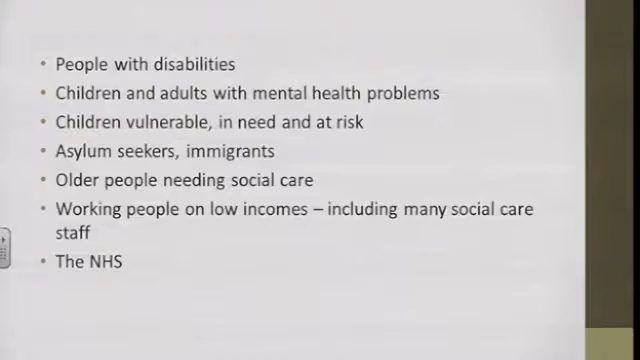 • People with disabilities
• Children and adults with mental health problems
• Children vulnerable, in need and at risk
• Asylum seekers, immigrants
• Older people needing social care
• Working people on low incomes – including many social care
staff
• The NHS